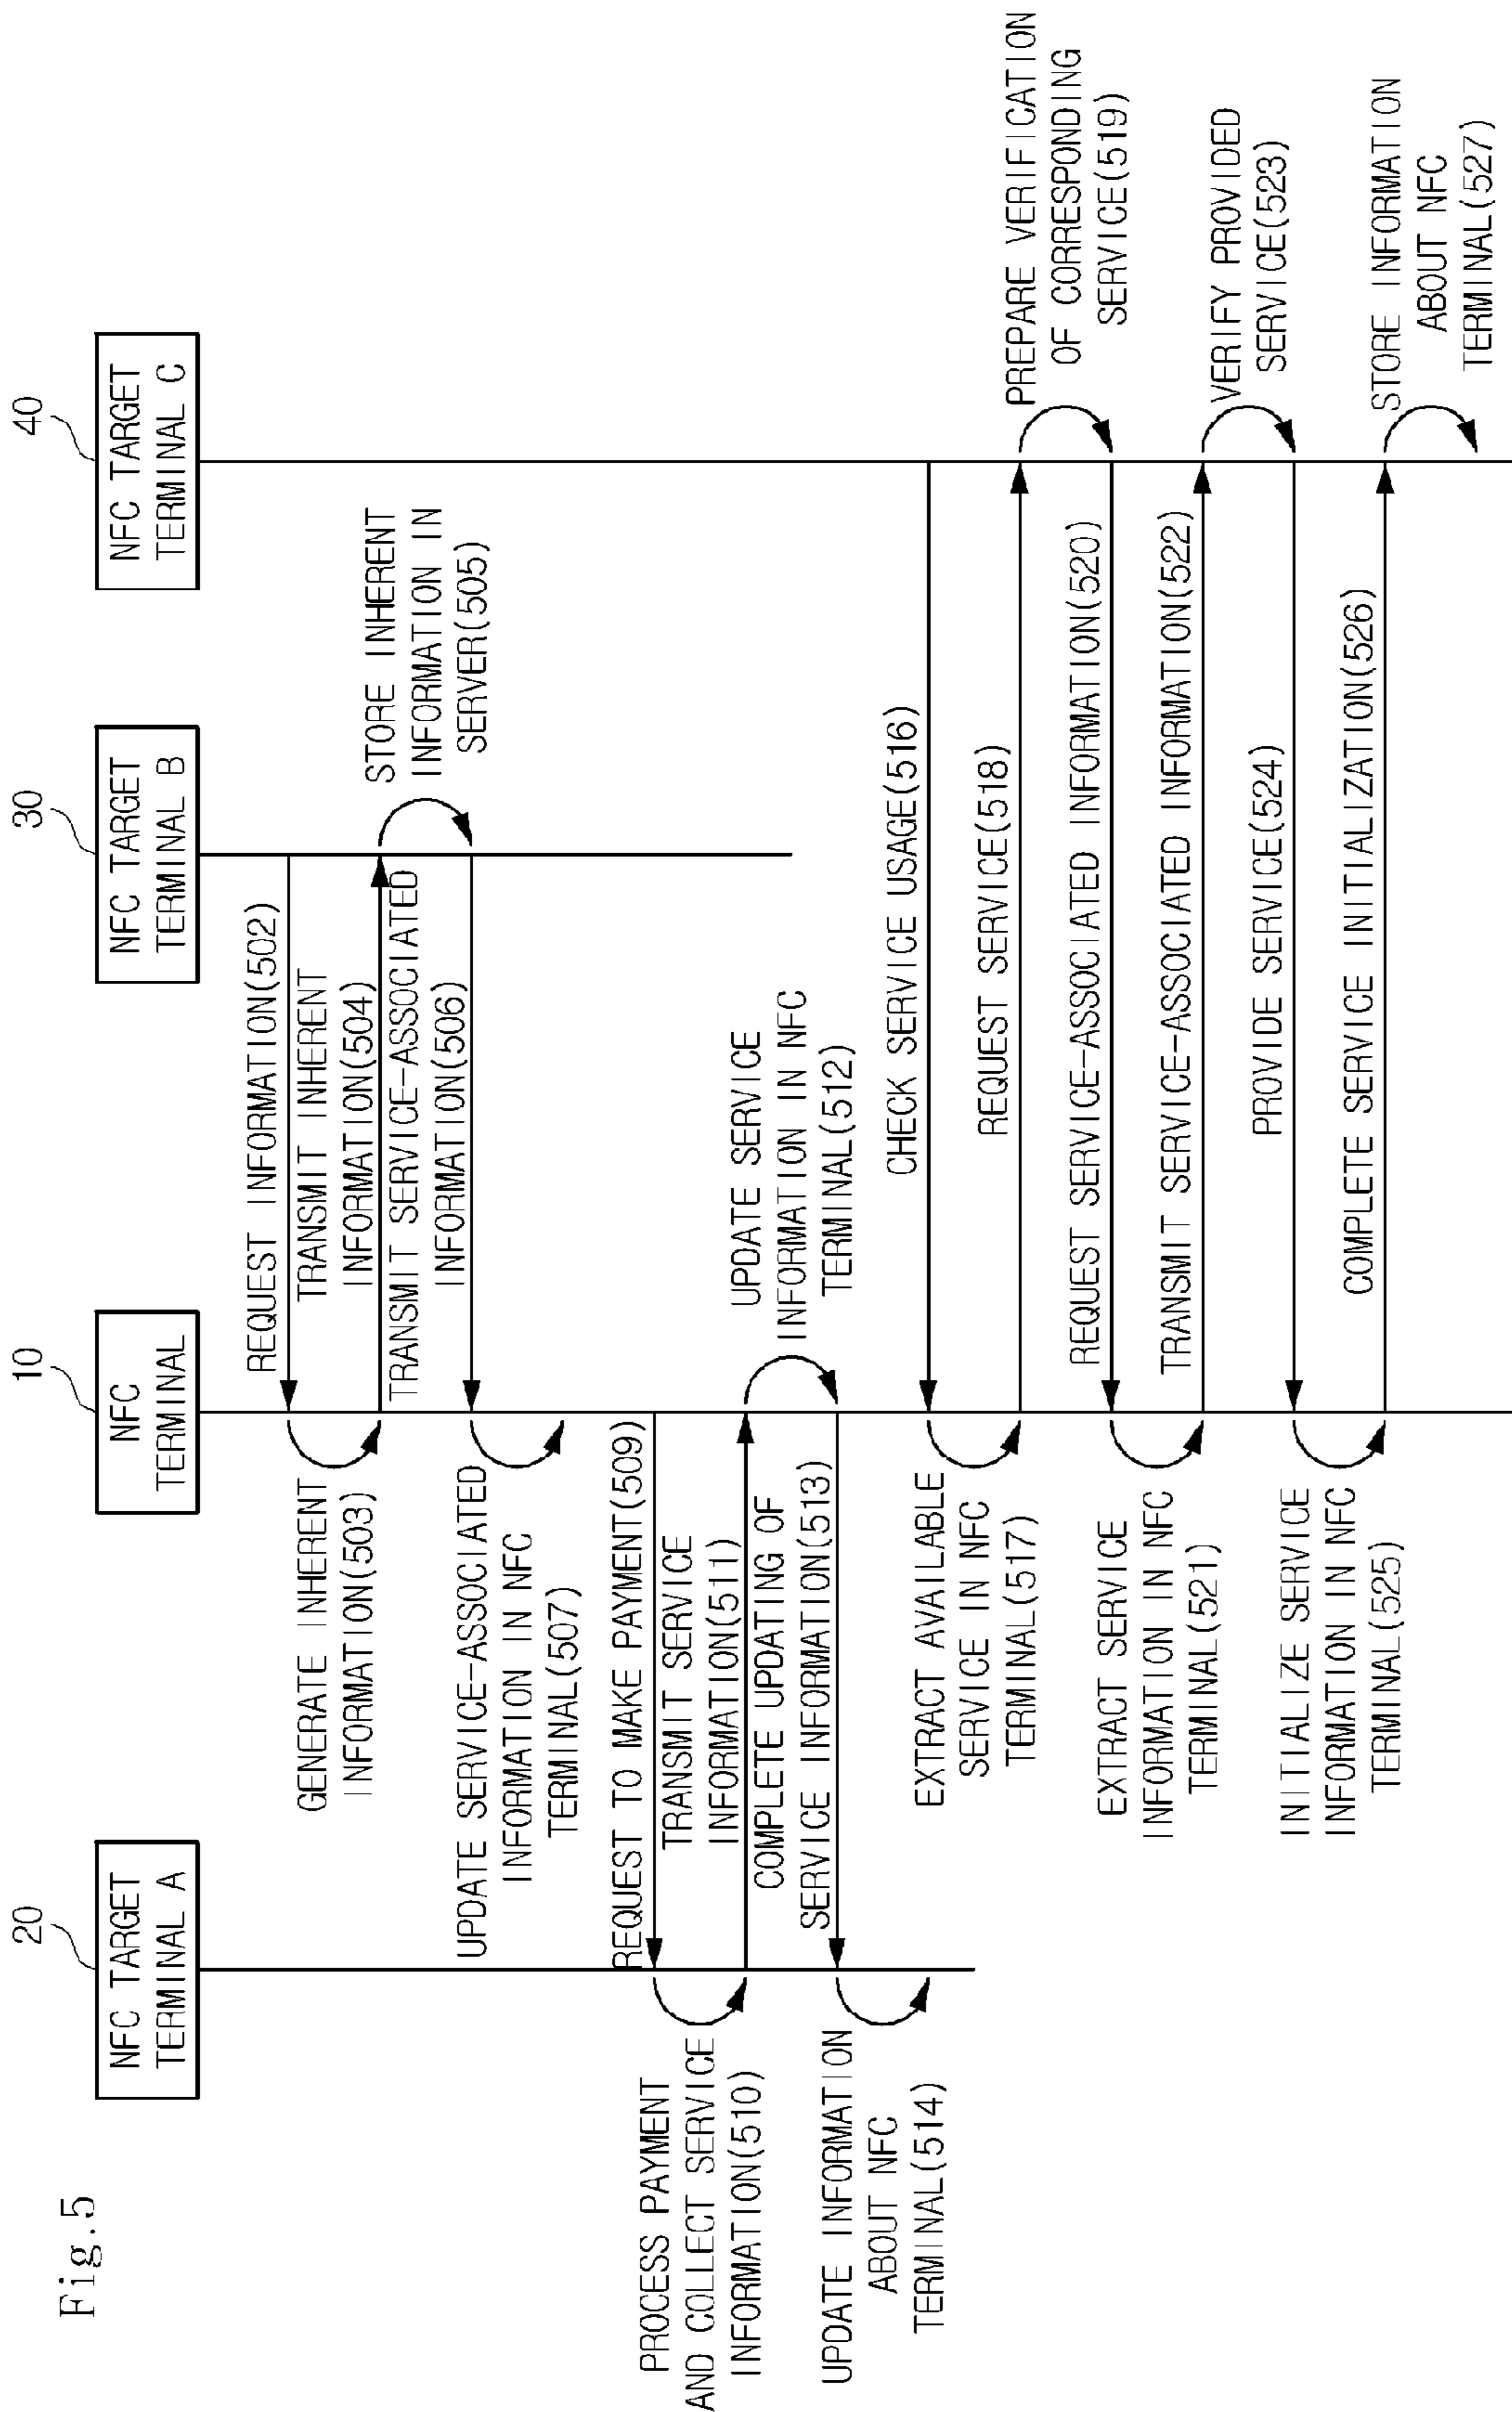 Fig.5
20
10
30
40
NFC TARGET
TERMINAL A
NFC
TERMINAL
NFC TARGET
TERMINAL B
NFC TARGET
TERMINAL C
REQUEST INFORMATION(502)
GENERATE INHERENT
INFORMATION(503)
TRANSMIT INHERENT
INFORMATION(504)
STORE INHERENT
INFORMATION IN
SERVER(505)
TRANSMIT SERVICE-ASSOCIATED
INFORMATION(506)
UPDATE SERVICE-ASSOCIATED
INFORMATION IN NFC
TERMINAL(507)
REQUEST TO MAKE PAYMENT(509)
PROCESS PAYMENT
AND COLLECT SERVICE
INFORMATION(510)
TRANSMIT SERVICE
INFORMATION(511)
UPDATE SERVICE
INFORMATION IN NFC
TERMINAL(512)
COMPLETE UPDATING OF
SERVICE INFORMATION(513)
UPDATE INFORMATION
ABOUT NFC
TERMINAL(514)
CHECK SERVICE USAGE(516)
EXTRACT AVAILABLE
SERVICE IN NFC
TERMINAL(517)
REQUEST SERVICE(518)
PREPARE VERIFICATION
OF CORRESPONDING
SERVICE(519)
REQUEST SERVICE-ASSOCIATED INFORMATION(520)
EXTRACT SERVICE
INFORMATION IN NFC
TERMINAL(521)
TRANSMIT SERVICE-ASSOCIATED INFORMATION(522)
VERIFY PROVIDED
SERVICE(523)
PROVIDE SERVICE(524)
INITIALIZE SERVICE
INFORMATION IN NFC
TERMINAL(525)
COMPLETE SERVICE INITIALIZATION(526)
STORE INFORMATION
ABOUT NFC
TERMINAL(527)